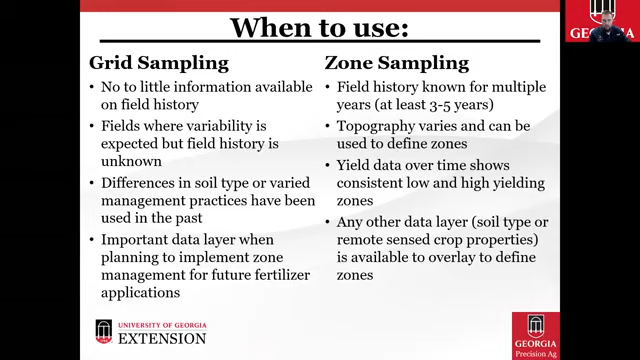 When to use:
Grid Sampling
• No to little information available
on field history
• Fields where variability is
expected but field history is
unknown
• Differences in soil type or varied
management practices have been
used in the past
• Important data layer when
planning to implement zone
management for future fertilizer
applications
Zone Sampling
• Field history known for multiple
years (at least 3-5 years)
• Topography varies and can be
used to define zones
• Yield data over time shows
consistent low and high yielding
zones
• Any other data layer (soil type or
remote sensed crop properties)
is available to overlay to define
zones
UNIVERSITY OF GEORGIA
EXTENSION
GEORGIA
Precision Ag
GEORGIA